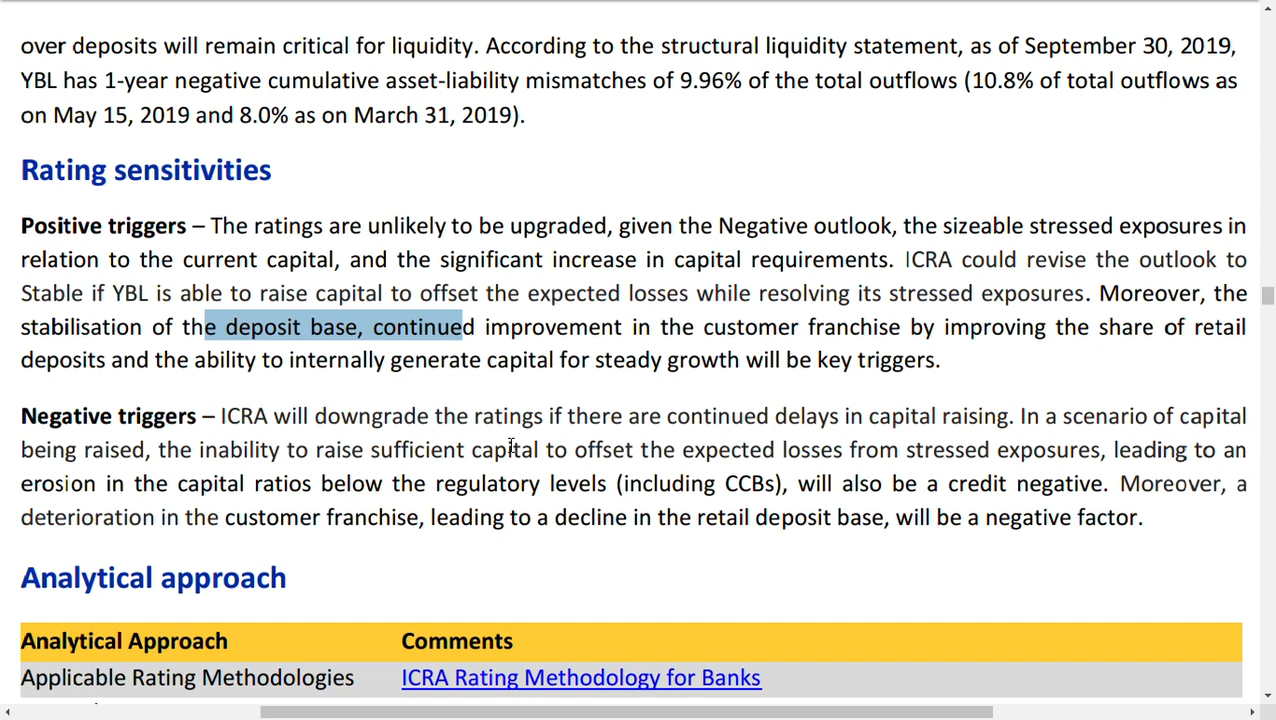 over deposits will remain critical for liquidity. According to the structural liquidity statement, as of September 30, 2019,
YBL has 1-year negative cumulative asset-liability mismatches of 9.96% of the total outflows (10.8% of total outflows as
on May 15, 2019 and 8.0% as on March 31, 2019).
Rating sensitivities
Positive triggers – The ratings are unlikely to be upgraded, given the Negative outlook, the sizeable stressed exposures in
relation to the current capital, and the significant increase in capital requirements. ICRA could revise the outlook to
Stable if YBL is able to raise capital to offset the expected losses while resolving its stressed exposures. Moreover, the
stabilisation of the deposit base, continued improvement in the customer franchise by improving the share of retail
deposits and the ability to internally generate capital for steady growth will be key triggers.
Negative triggers – ICRA will downgrade the ratings if there are continued delays in capital raising. In a scenario of capital
being raised, the inability to raise sufficient capital to offset the expected losses from stressed exposures, leading to an
erosion in the capital ratios below the regulatory levels (including CCBs), will also be a credit negative. Moreover, a
deterioration in the customer franchise, leading to a decline in the retail deposit base, will be a negative factor.
Analytical approach
Analytical Approach Comments
Applicable Rating Methodologies ICRA Rating Methodology for Banks